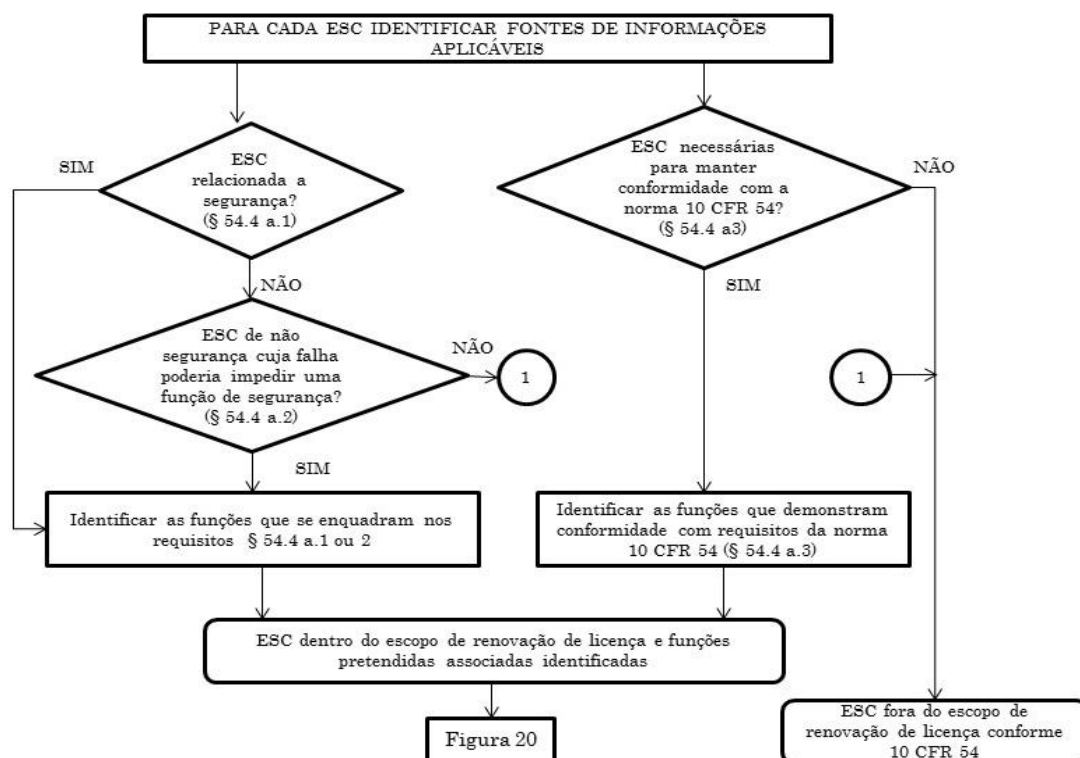 PARA CADA ESC IDENTIFICAR FONTES DE INFORMAÇÕES
APLICÁVEIS
SIM
ESC
relacionada a
segurança?
(§ 54.4 a.1)
ESC necessárias
para manter
conformidade com a
norma 10 CFR 54?
(§ 54.4 a3)
NÃO
NÃO
SIM
ESC de não
segurança cuja falha
poderia impedir uma
função de segurança?
(§ 54.4 a.2)
NÃO
1
1
SIM
Identificar as funções que se enquadram nos
requisitos § 54.4 a.1 ou 2
Identificar as funções que demonstram
conformidade com requisitos da norma
10 CFR 54 (§ 54.4 a.3)
ESC dentro do escopo de renovação de licença e funções
pretendidas associadas identificadas
Figura 20
ESC fora do escopo de
renovação de licença conforme
10 CFR 54